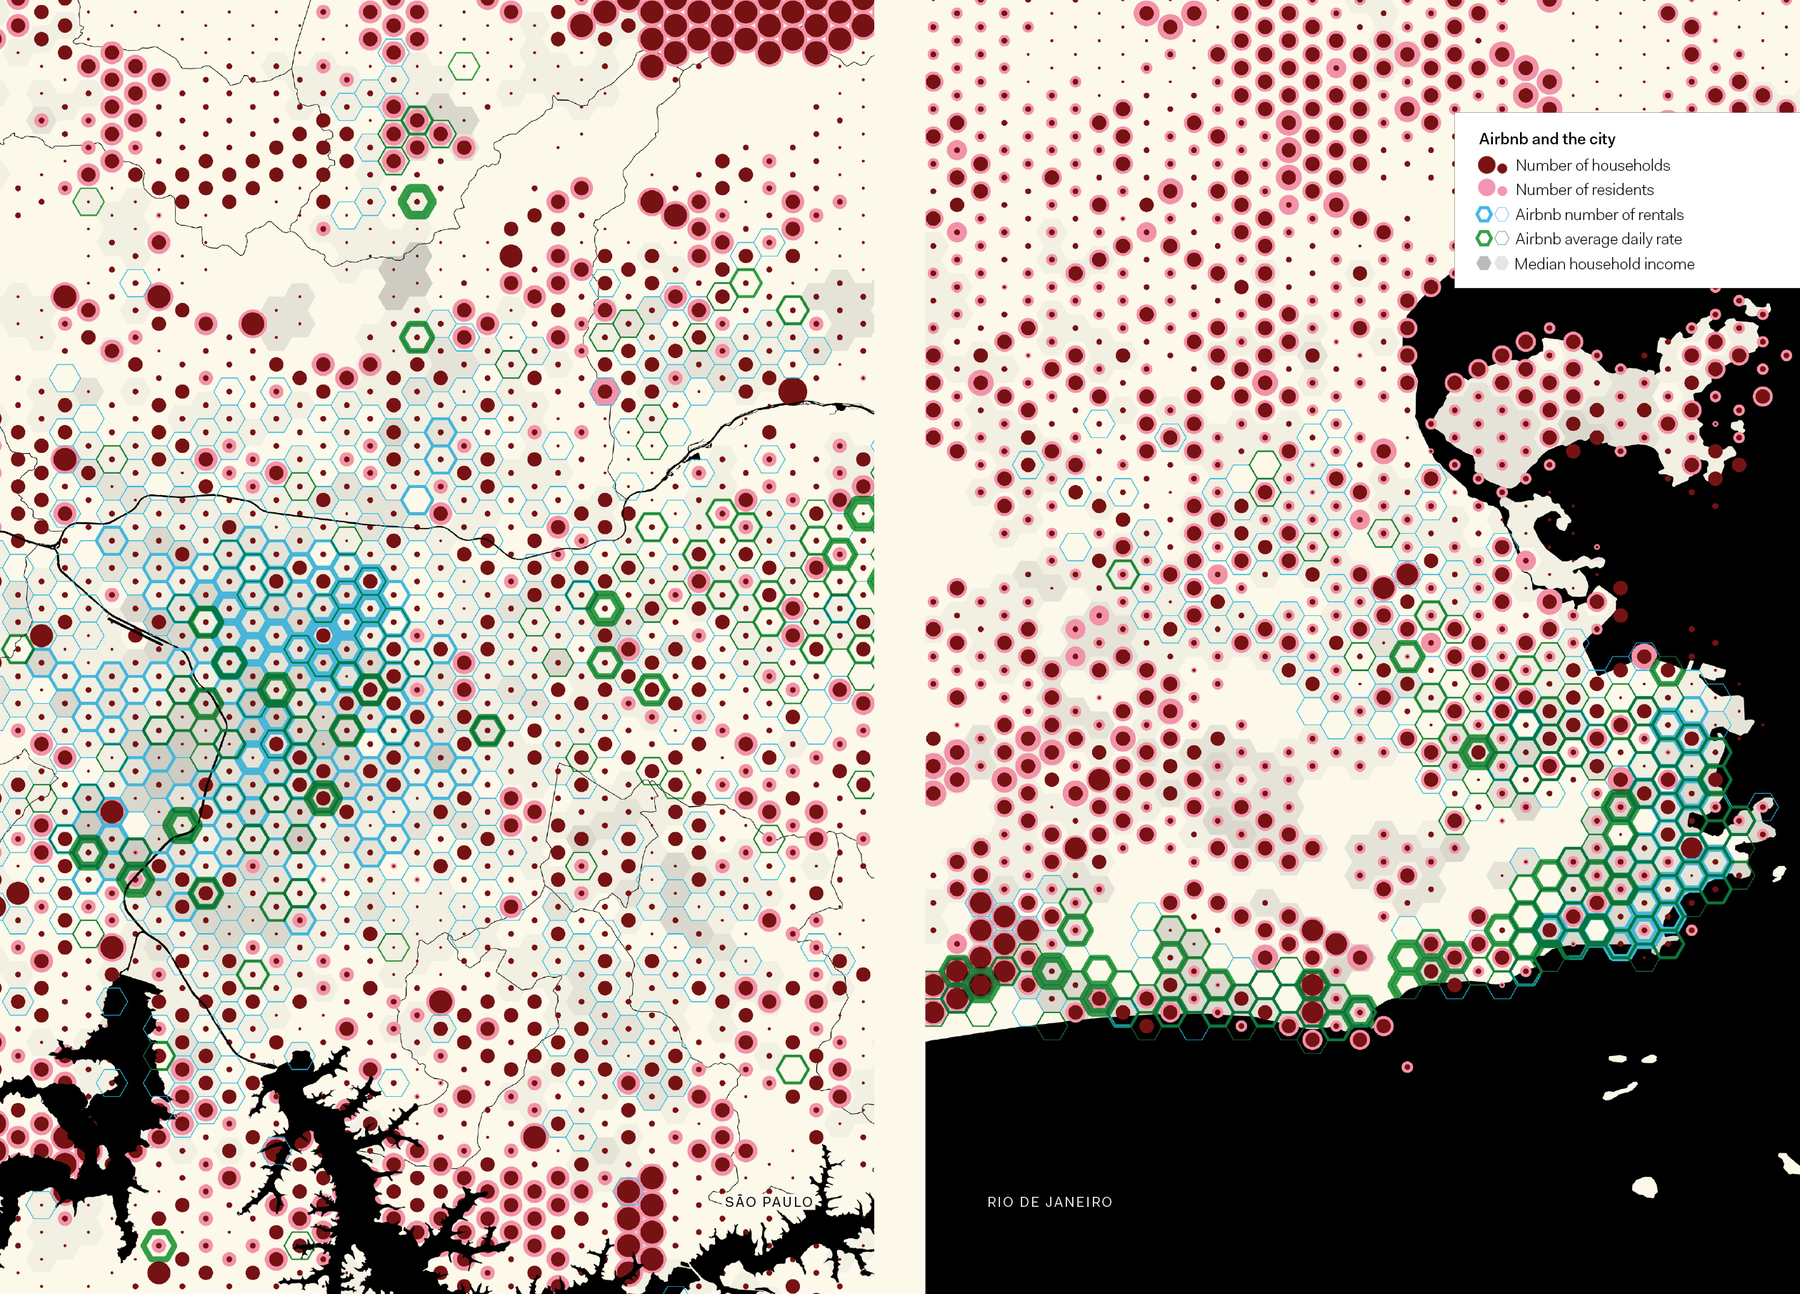 Airbnb and the city
Number of households
Number of residents
Airbnb number of rentals
Airbnb average daily rate
Median household income
SÃO PAULO
RIO DE JANEIRO